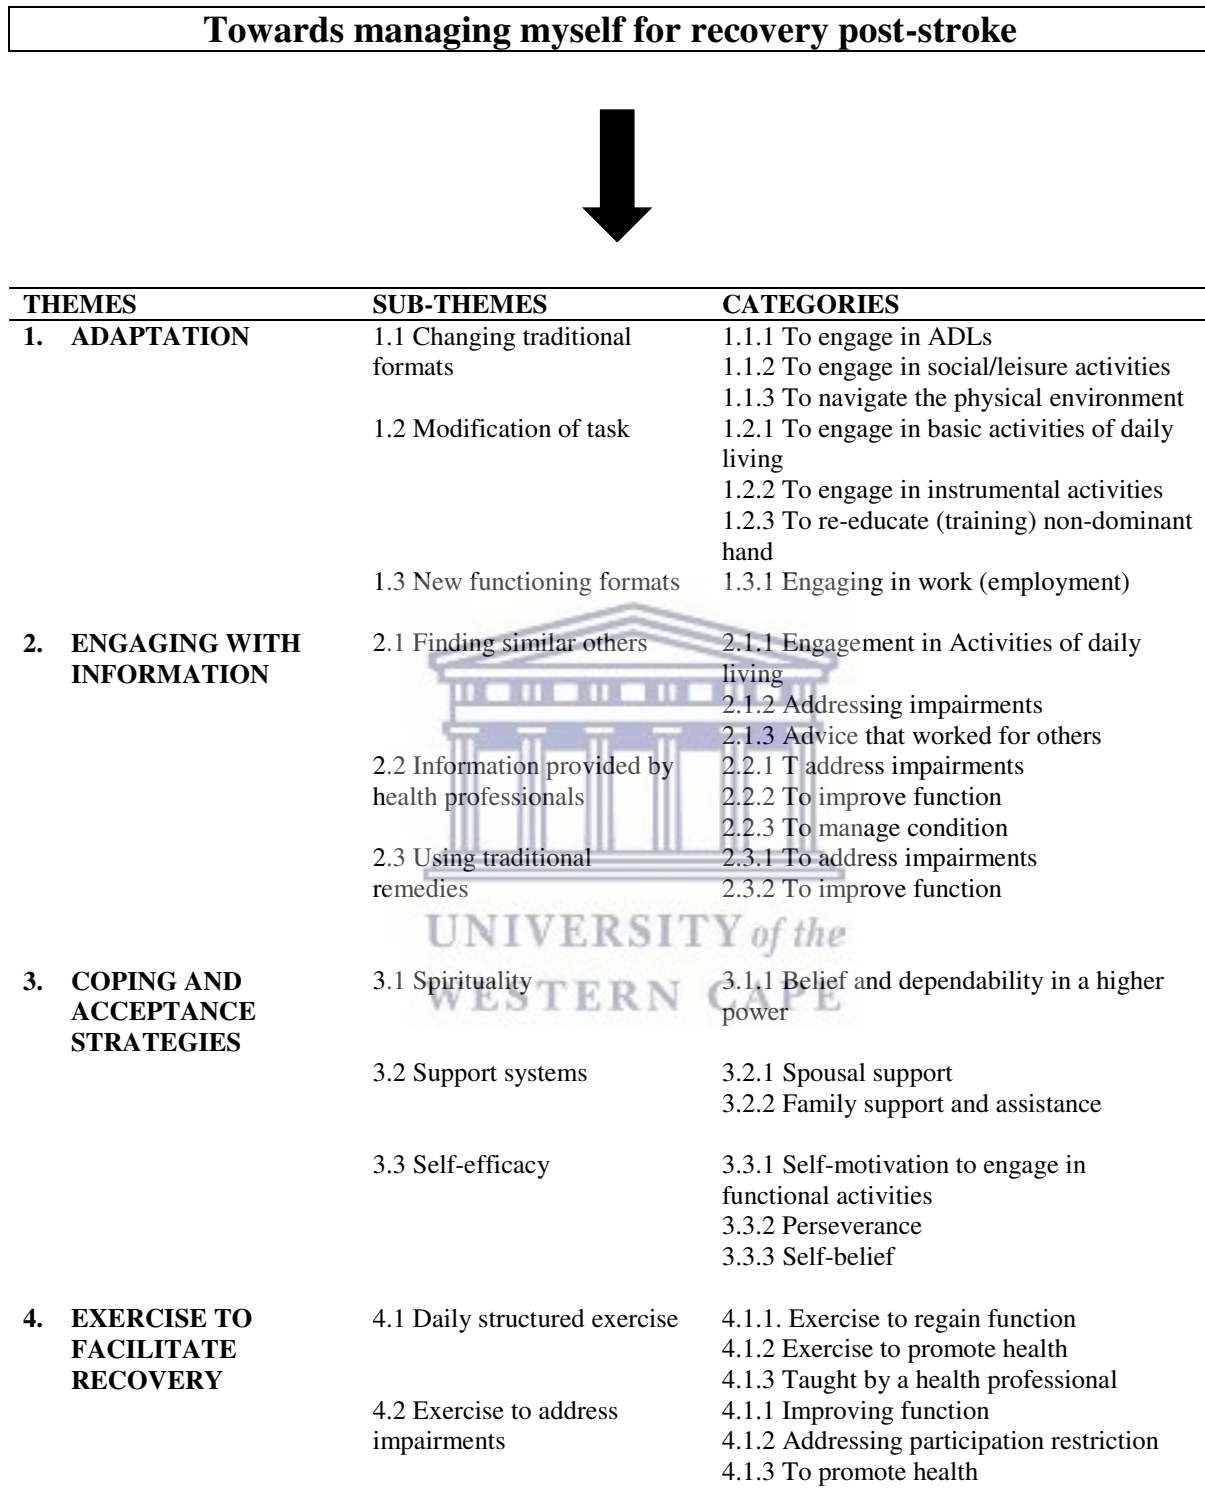 Towards managing myself for recovery post-stroke
THEMES SUB-THEMES CATEGORIES
1. ADAPTATION 1.1 Changing traditional 1.1.1 To engage in ADLs
formats 1.1.2 To engage in social/leisure activities
1.1.3 To navigate the physical environment
1.2 Modification of task 1.2.1 To engage in basic activities of daily
living
1.2.2 To engage in instrumental activities
1.2.3 To re-educate (training) non-dominant
hand
1.3 New functioning formats 1.3.1 Engaging in work (employment)
2. ENGAGING WITH 2.1 Finding similar others 2.1.1 Engagement in Activities of daily
INFORMATION living
2.1.2 Addressing impairments
2.1.3 Advice that worked for others
2.2 Information provided by 2.2.1 T address impairments
health professionals 2.2.2 To improve function
2.2.3 To manage condition
2.3 Using traditional 2.3.1 To address impairments
remedies 2.3.2 To improve function
UNIVERSITY of the
3. COPING AND 3.1 Spirituality 3.1.1 Belief and dependability in a higher
WESTERN CAPE
ACCEPTANCE power
STRATEGIES
3.2 Support systems 3.2.1 Spousal support
3.2.2 Family support and assistance
3.3 Self-efficacy 3.3.1 Self-motivation to engage in
functional activities
3.3.2 Perseverance
3.3.3 Self-belief
4. EXERCISE TO 4.1 Daily structured exercise 4.1.1. Exercise to regain function
FACILITATE 4.1.2 Exercise to promote health
RECOVERY 4.1.3 Taught by a health professional
4.2 Exercise to address 4.1.1 Improving function
impairments 4.1.2 Addressing participation restriction
4.1.3 To promote health